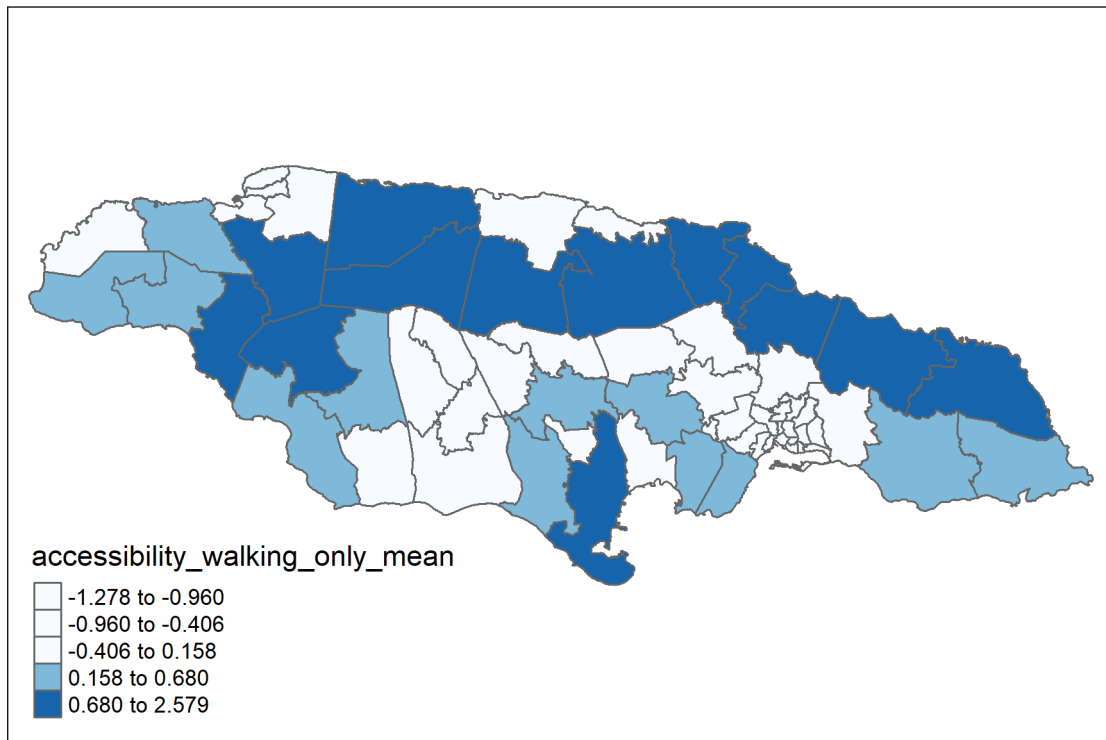 accessibility_walking_only_mean
-1.278 to -0.960
-0.960 to -0.406
-0.406 to 0.158
0.158 to 0.680
0.680 to 2.579